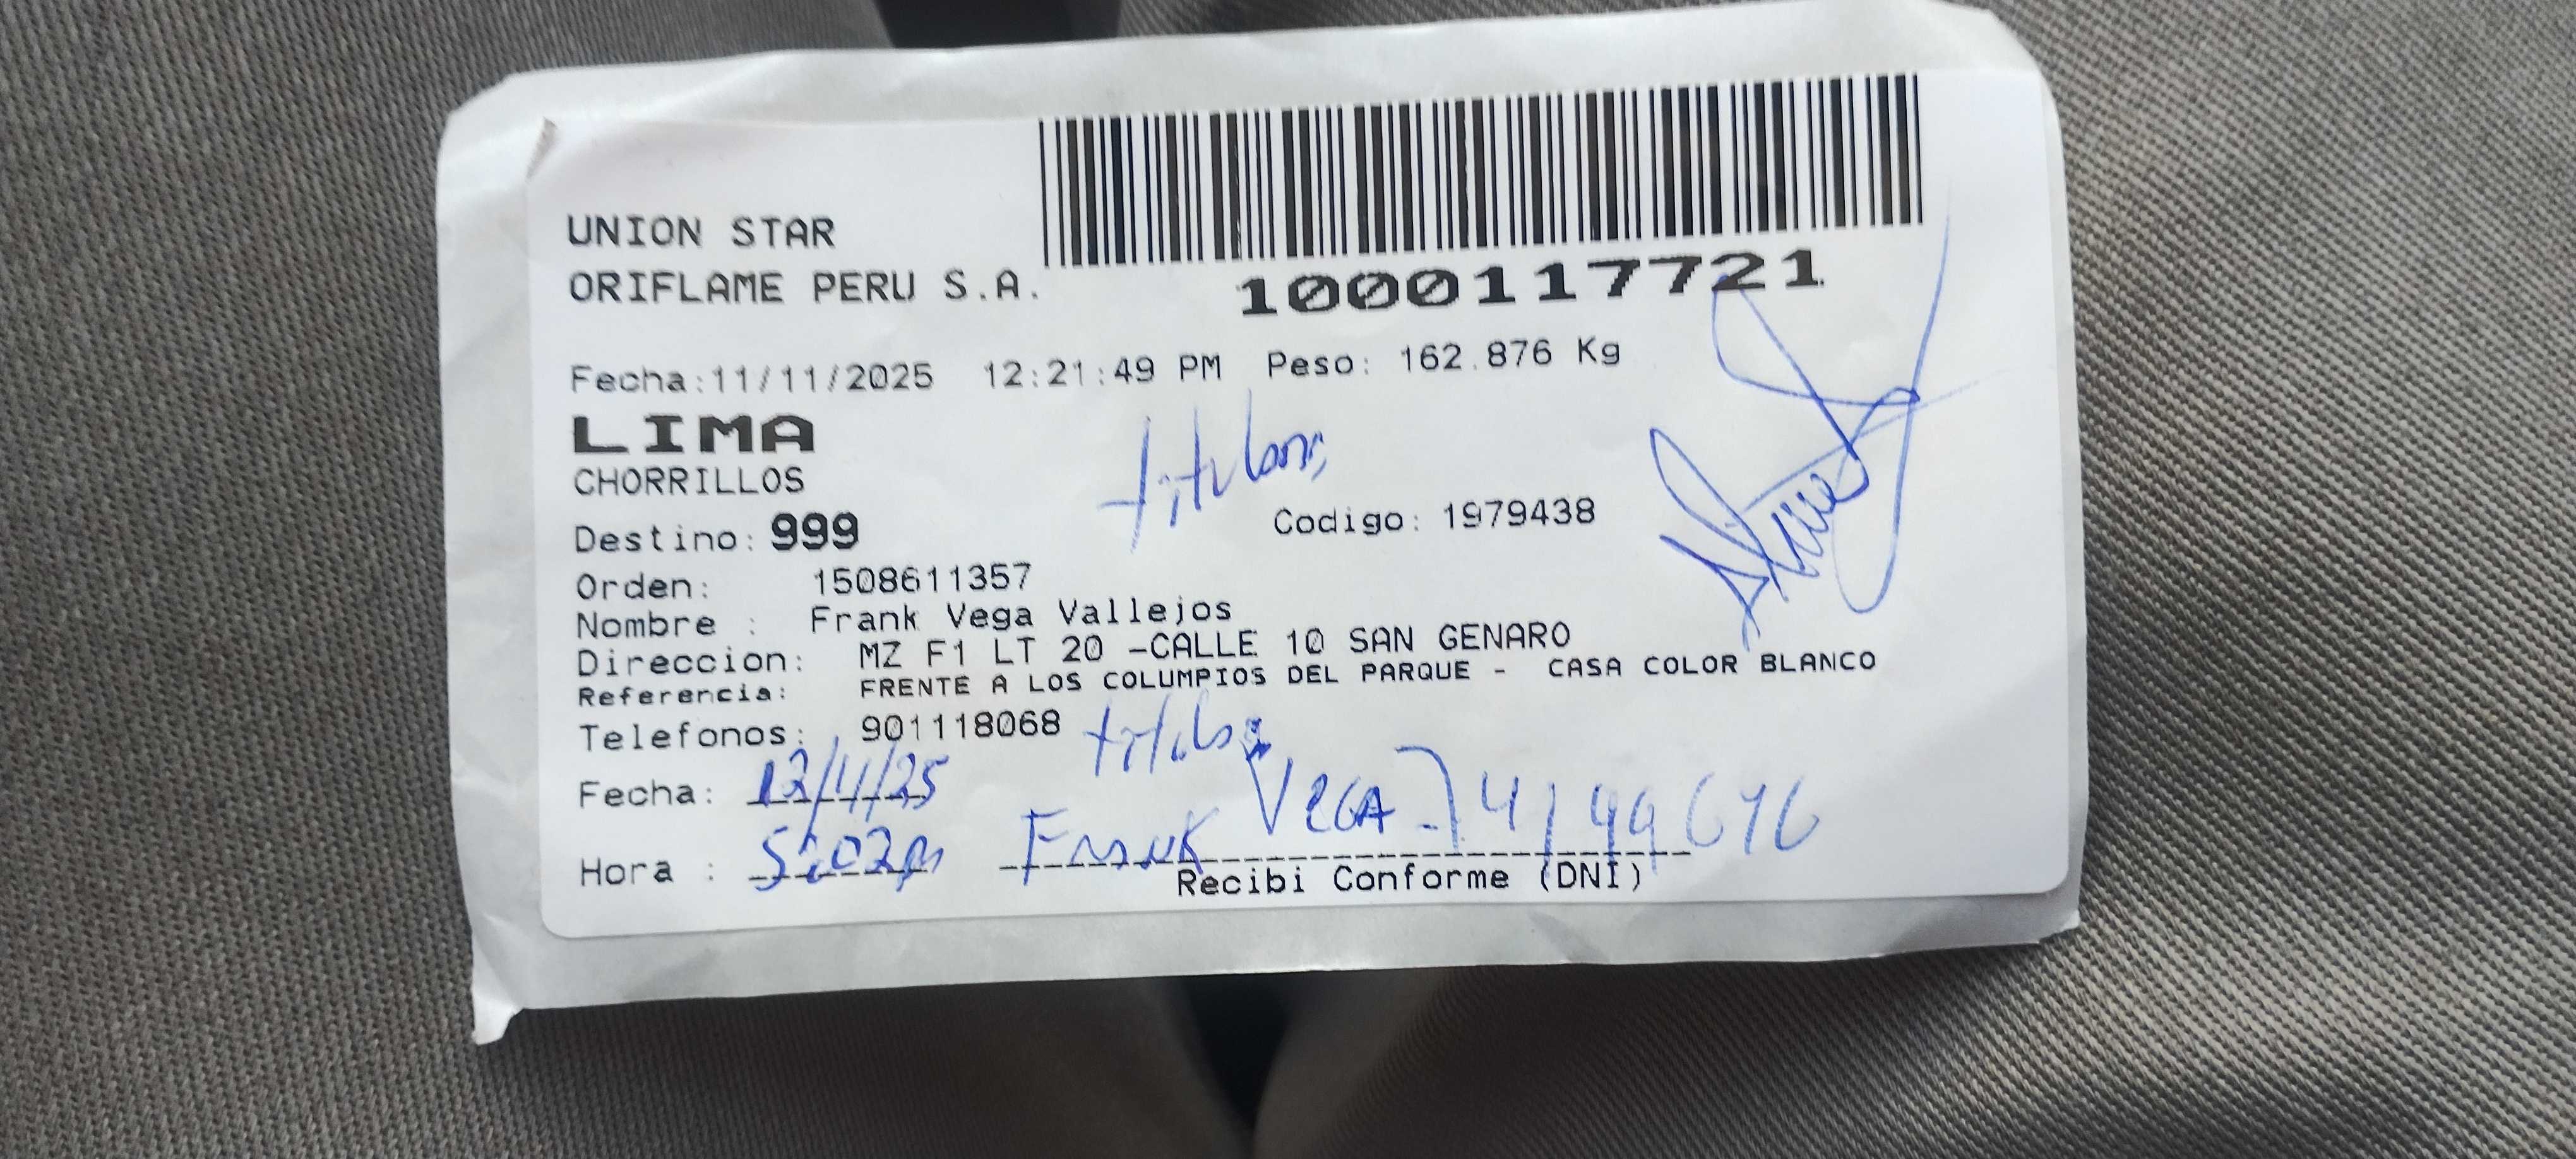 UNION STAR
ORIFLAME PERU S.A.
1000117721
Fecha:11/11/2025 12:21:49 PM Peso: 162.876 Kg
LIMA
CHORRILLOS
Destino: 999 Codigo: 1979438
Orden: 1508611357
Nombre : Frank Vega Vallejos
Direccion: MZ F1 LT 20 -CALLE 10 SAN GENARO
Referencia: FRENTE A LOS COLUMPIOS DEL PARQUE - CASA COLOR BLANCO
Telefonos: 901118068
Fecha: 12/11/25
Hora : 5:02pm Frank VEGA
Recibi Conforme (DNI)